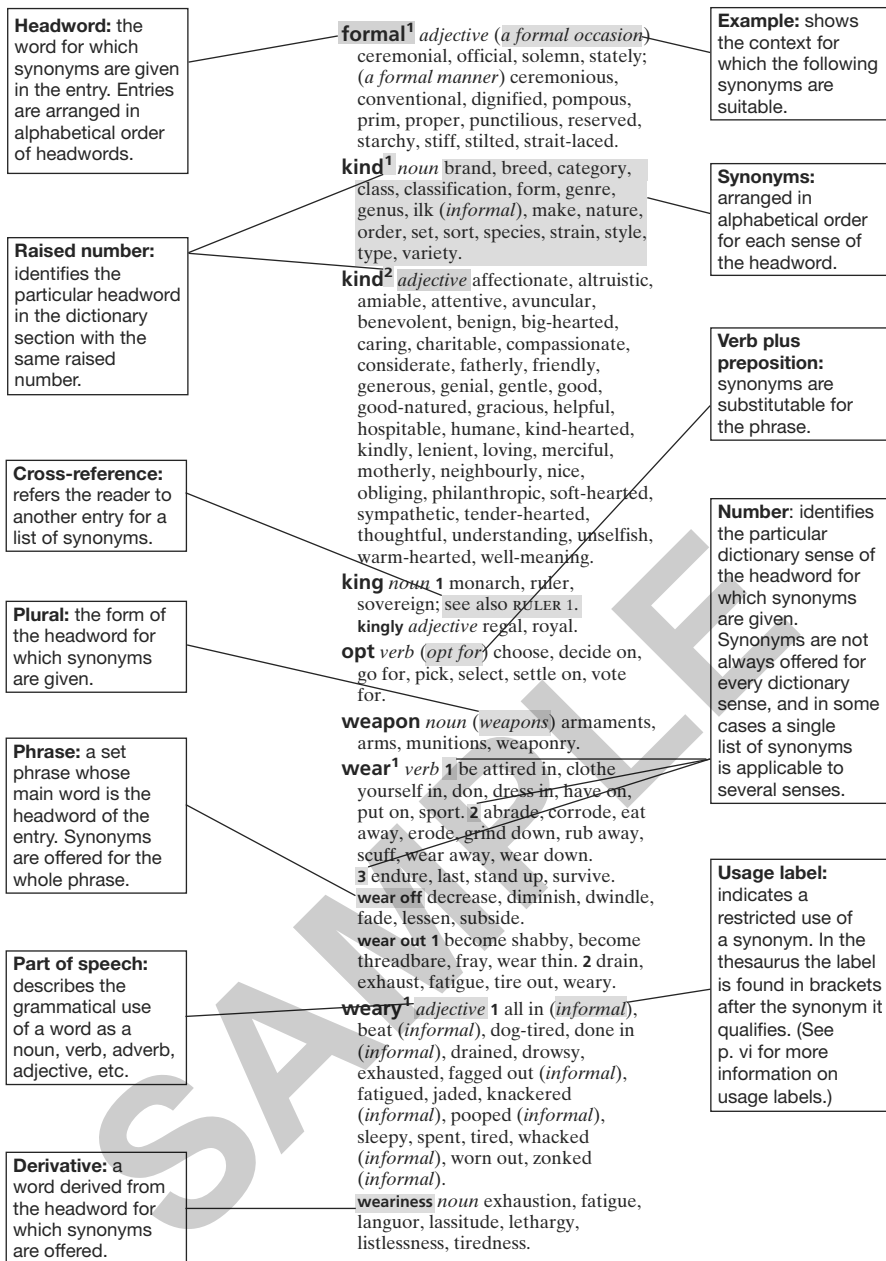 Headword: the
word for which
synonyms are given
in the entry. Entries
are arranged in
alphabetical order
of headwords.
Raised number:
identifies the
particular headword
in the dictionary
section with the
same raised
number.
Cross-reference:
refers the reader to
another entry for a
list of synonyms.
Plural: the form of
the headword for
which synonyms
are given.
Phrase: a set
phrase whose
main word is the
headword of the
entry. Synonyms
are offered for the
whole phrase.
Part of speech:
describes the
grammatical use
of a word as a
noun, verb, adverb,
adjective, etc.
Derivative: a
word derived from
the headword for
which synonyms
are offered.
formal¹ adjective (a formal occasion)
ceremonial, official, solemn, stately;
(a formal manner) ceremonious,
conventional, dignified, pompous,
prim, proper, punctilious, reserved,
starchy, stiff, stilted, strait-laced.
kind¹ noun brand, breed, category,
class, classification, form, genre,
genus, ilk (informal), make, nature,
order, set, sort, species, strain, style,
type, variety.
kind² adjective affectionate, altruistic,
amiable, attentive, avuncular,
benevolent, benign, big-hearted,
caring, charitable, compassionate,
considerate, fatherly, friendly,
generous, genial, gentle, good,
good-natured, gracious, helpful,
hospitable, humane, kind-hearted,
kindly, lenient, loving, merciful,
motherly, neighbourly, nice,
obliging, philanthropic, soft-hearted,
sympathetic, tender-hearted,
thoughtful, understanding, unselfish,
warm-hearted, well-meaning.
king noun 1 monarch, ruler,
sovereign; see also RULER 1.
kingly adjective regal, royal.
opt verb (opt for) choose, decide on,
go for, pick, select, settle on, vote
for.
weapon noun (weapons) armaments,
arms, munitions, weaponry.
wear¹ verb 1 be attired in, clothe
yourself in, don, dress in, have on,
put on, sport. 2 abrade, corrode, eat
away, erode, grind down, rub away,
scuff, wear away, wear down.
3 endure, last, stand up, survive.
wear off decrease, diminish, dwindle,
fade, lessen, subside.
wear out 1 become shabby, become
threadbare, fray, wear thin. 2 drain,
exhaust, fatigue, tire out, weary.
weary¹ adjective 1 all in (informal),
beat (informal), dog-tired, done in
(informal), drained, drowsy,
exhausted, fagged out (informal),
fatigued, jaded, knackered
(informal), pooped (informal),
sleepy, spent, tired, whacked
(informal), worn out, zonked
(informal).
weariness noun exhaustion, fatigue,
languor, lassitude, lethargy,
listlessness, tiredness.
Example: shows
the context for
which the following
synonyms are
suitable.
Synonyms:
arranged in
alphabetical order
for each sense of
the headword.
Verb plus
preposition:
synonyms are
substitutable for
the phrase.
Number: identifies
the particular
dictionary sense of
the headword for
which synonyms
are given.
Synonyms are not
always offered for
every dictionary
sense, and in some
cases a single
list of synonyms
is applicable to
several senses.
Usage label:
indicates a
restricted use of
a synonym. In the
thesaurus the label
is found in brackets
after the synonym it
qualifies. (See
p. vi for more
information on
usage labels.)
SAMPLE